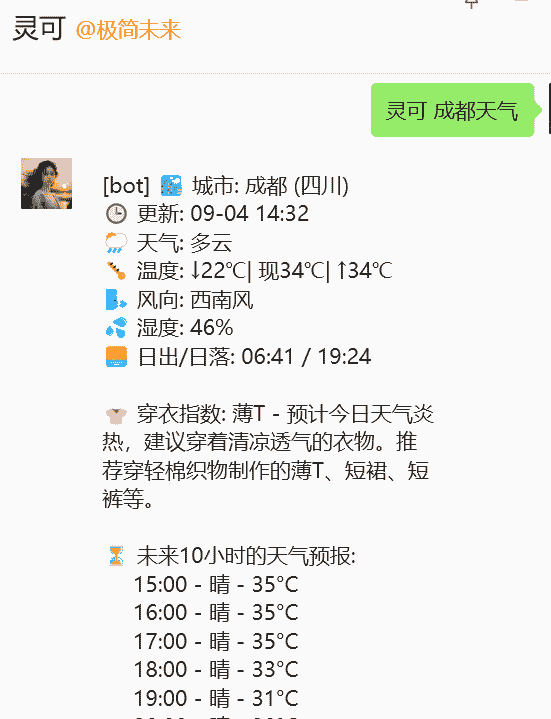 灵可 @极简未来
灵可 成都天气
[bot] 城市: 成都 (四川)
更新: 09-04 14:32
天气: 多云
温度: ↓22℃| 现34℃| ↑34℃
风向: 西南风
湿度: 46%
日出/日落: 06:41 / 19:24
穿衣指数: 薄T - 预计今日天气炎
热，建议穿着清凉透气的衣物。推
荐穿轻棉织物制作的薄T、短裙、短
裤等。
未来10小时的天气预报:
15:00 - 晴 - 35°C
16:00 - 晴 - 35°C
17:00 - 晴 - 35°C
18:00 - 晴 - 33°C
19:00 - 晴 - 31°C